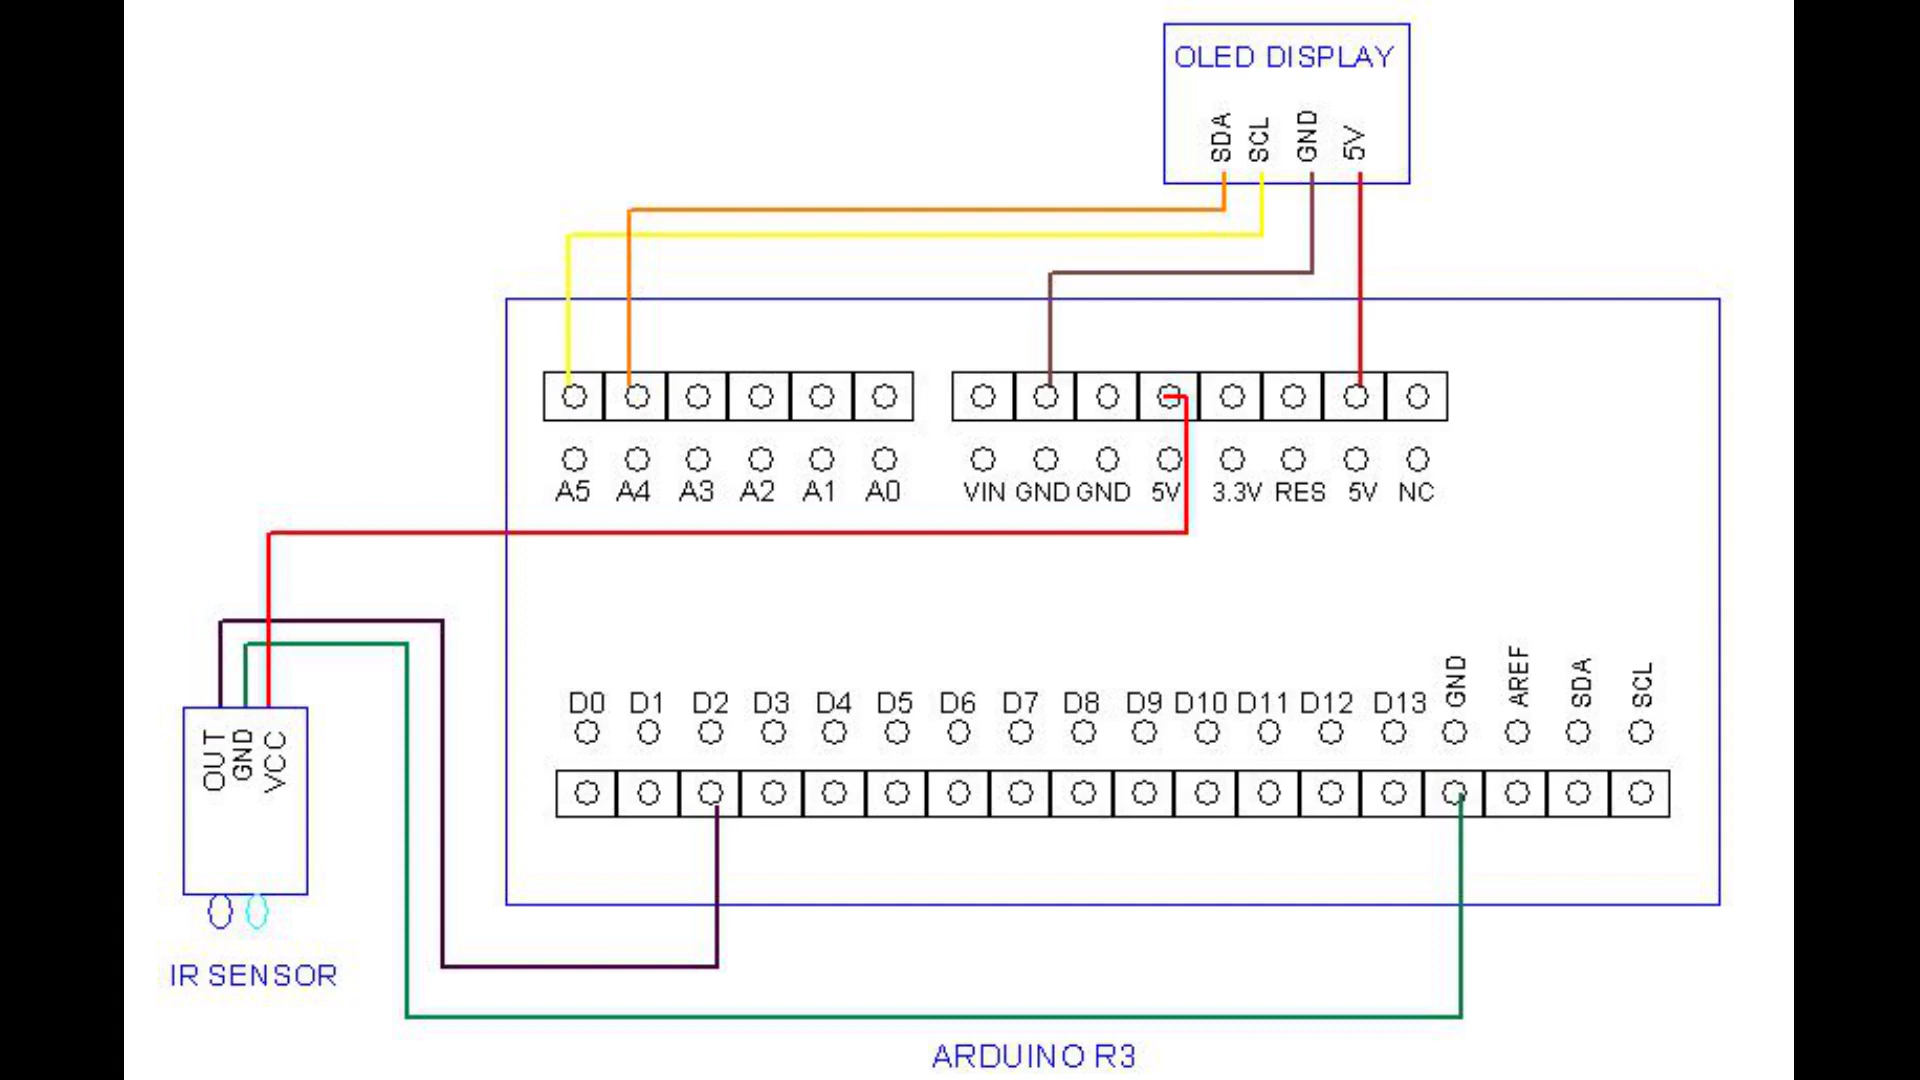 OLED DISPLAY
SDA SCL GND 5V
A5 A4 A3 A2 A1 A0 VIN GND GND 5V 3.3V RES 5V NC
D0 D1 D2 D3 D4 D5 D6 D7 D8 D9 D10 D11 D12 D13 GND AREF SDA SCL
OUT GND VCC
IR SENSOR
ARDUINO R3